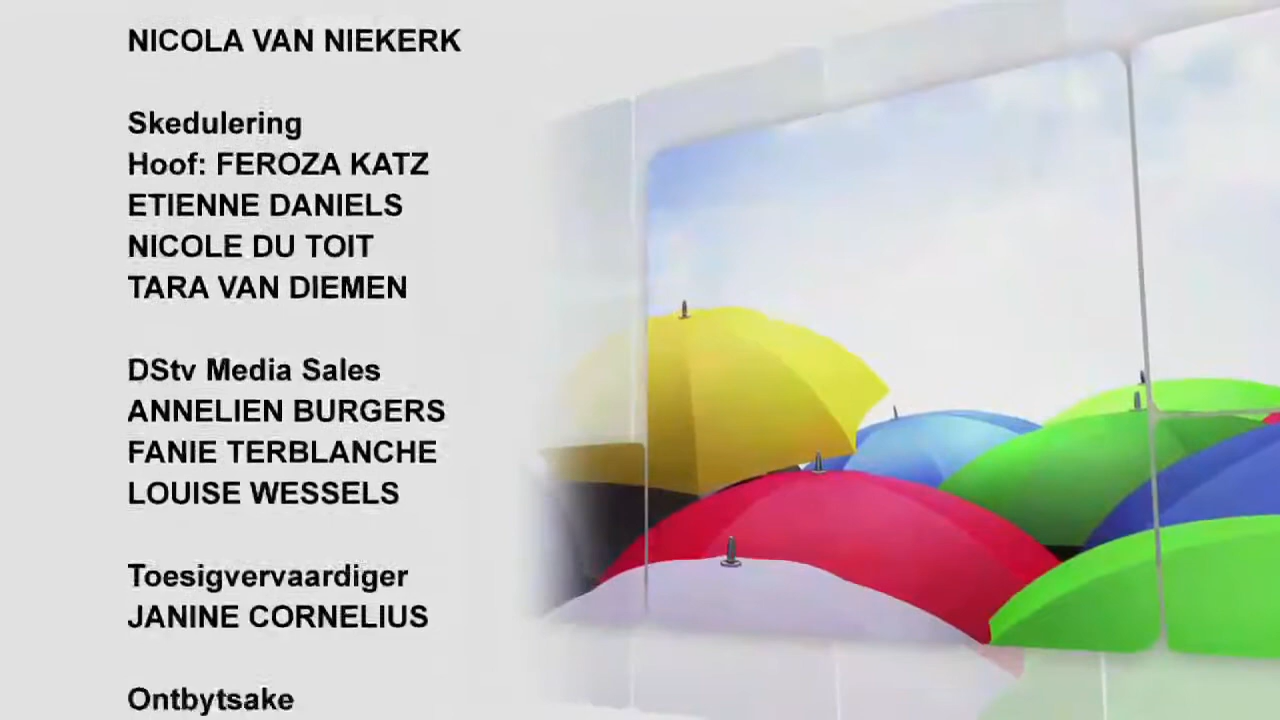 NICOLA VAN NIEKERK
Skedulering
Hoof: FEROZA KATZ
ETIENNE DANIELS
NICOLE DU TOIT
TARA VAN DIEMEN
DStv Media Sales
ANNELIEN BURGERS
FANIE TERBLANCHE
LOUISE WESSELS
Toesigvervaardiger
JANINE CORNELIUS
Ontbytsake